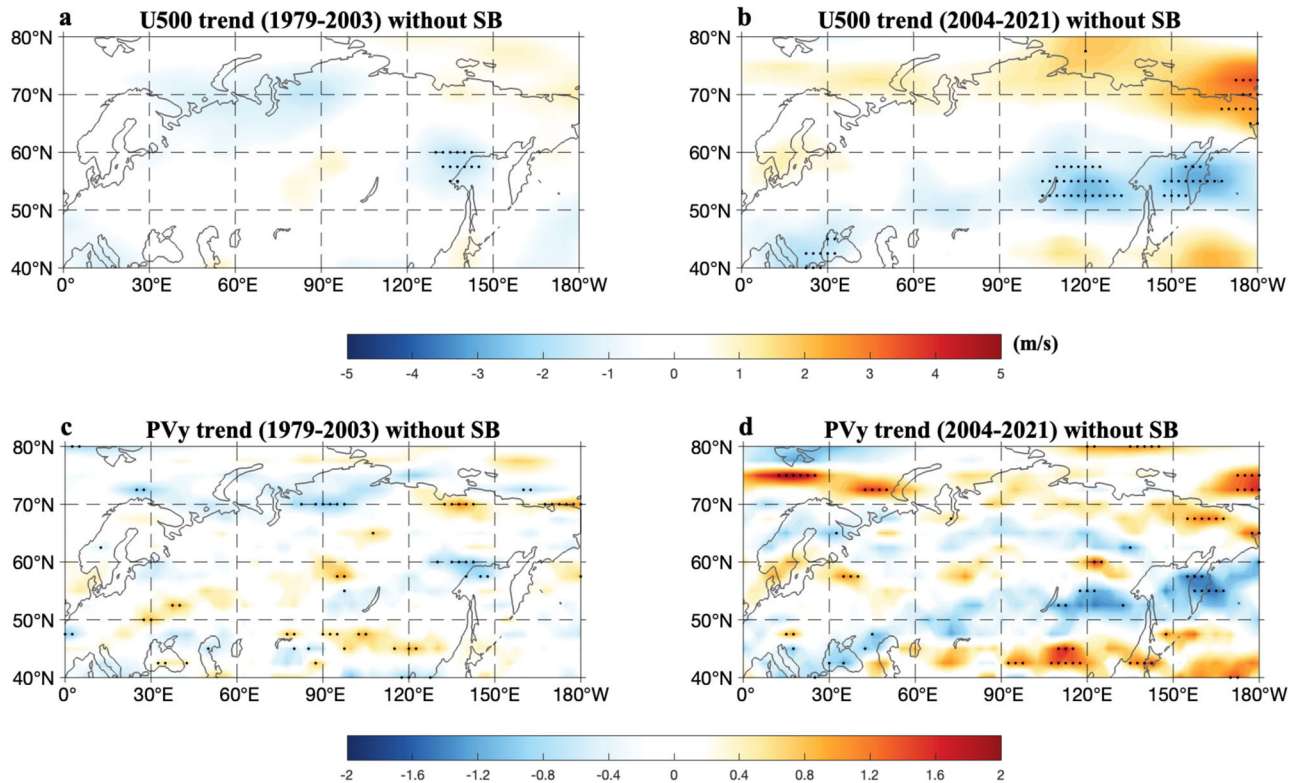 a U500 trend (1979-2003) without SB
80°N
70°N
60°N
50°N
40°N
0° 30°E 60°E 90°E 120°E 150°E 180°W
b U500 trend (2004-2021) without SB
80°N
70°N
60°N
50°N
40°N
0° 30°E 60°E 90°E 120°E 150°E 180°W
(m/s)
-5 -4 -3 -2 -1 0 1 2 3 4 5
c PVy trend (1979-2003) without SB
80°N
70°N
60°N
50°N
40°N
0° 30°E 60°E 90°E 120°E 150°E 180°W
d PVy trend (2004-2021) without SB
80°N
70°N
60°N
50°N
40°N
0° 30°E 60°E 90°E 120°E 150°E 180°W
-2 -1.6 -1.2 -0.8 -0.4 0 0.4 0.8 1.2 1.6 2